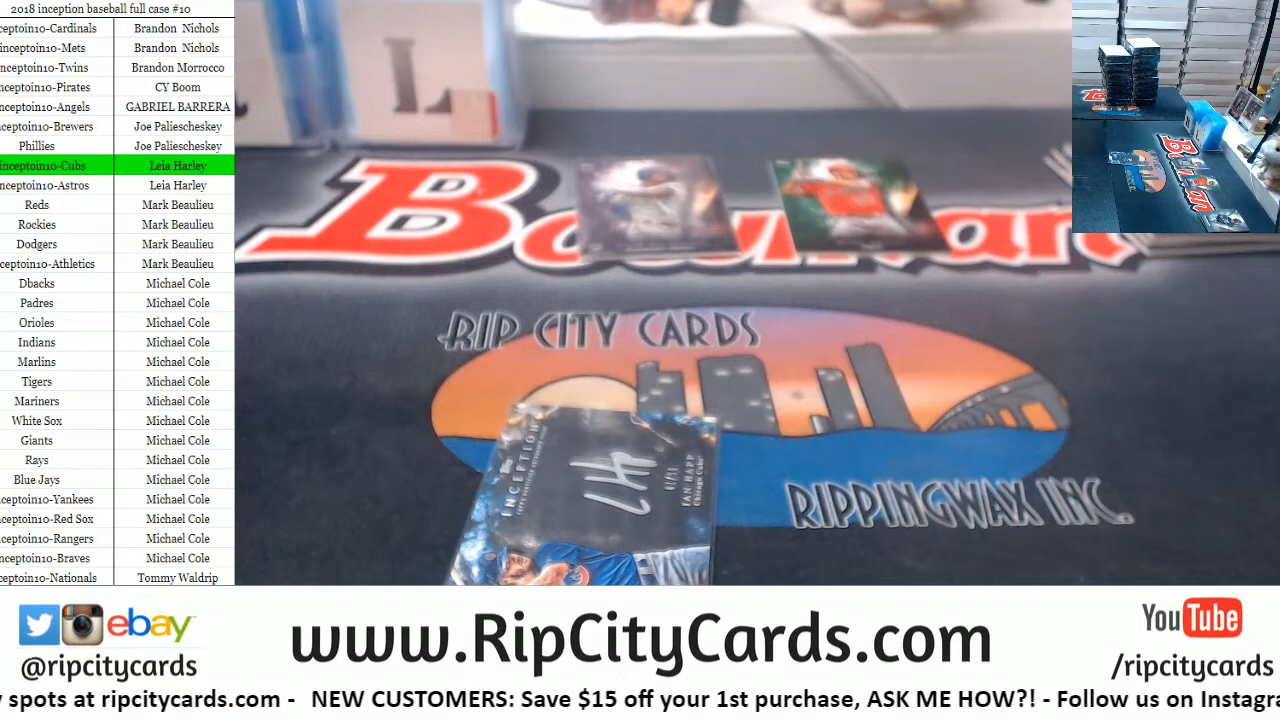 2018 inception baseball full case #10
ceptoin10-Cardinals Brandon Nichols
nceptoin10-Mets Brandon Nichols
nceptoin10-Twins Brandon Morrocco
nceptoin10-Pirates CY Boom
nceptoin10-Angels GABRIEL BARRERA
nceptoin10-Brewers Joe Paliescheskey
Phillies Joe Paliescheskey
inceptoin10-Cubs Leia Harley
inceptoin10-Astros Leia Harley
Reds Mark Beaulieu
Rockies Mark Beaulieu
Dodgers Mark Beaulieu
nceptoin10-Athletics Mark Beaulieu
Dbacks Michael Cole
Padres Michael Cole
Orioles Michael Cole
Indians Michael Cole
Marlins Michael Cole
Tigers Michael Cole
Mariners Michael Cole
White Sox Michael Cole
Giants Michael Cole
Rays Michael Cole
Blue Jays Michael Cole
nceptoin10-Yankees Michael Cole
nceptoin10-Red Sox Michael Cole
nceptoin10-Rangers Michael Cole
nceptoin10-Braves Michael Cole
ceptoin10-Nationals Tommy Waldrip
L
Bowman
RIP CITY CARDS
RIPPINGWAX INC.
INCEPTION
IAN HAPP
Chicago Cubs
ebay
@ripcitycards
www.RipCityCards.com
YouTube
/ripcitycards
w spots at ripcitycards.com - NEW CUSTOMERS: Save $15 off your 1st purchase, ASK ME HOW?! - Follow us on Instagra